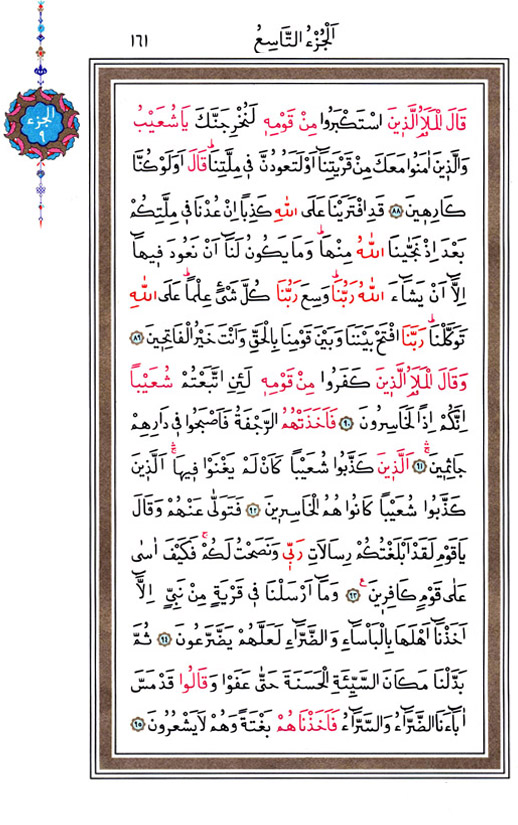 اَلْجُزْءُ التَّاسِعُ
١٦١
الجزء
٩
قَالَ الْمَلَاُ الَّذ۪ينَ اسْتَكْبَرُوا مِنْ قَوْمِه۪ لَنُخْرِجَنَّكَ يَا شُعَيْبُ
وَالَّذ۪ينَ اٰمَنُوا مَعَكَ مِنْ قَرْيَتِنَٓا اَوْ لَتَعُودُنَّ ف۪ي مِلَّتِنَاۜ قَالَ اَوَلَوْ كُنَّا
كَارِه۪ينَ ﴿٨٨﴾ قَدِ افْتَرَيْنَا عَلَى اللّٰهِ كَذِبًا اِنْ عُدْنَا ف۪ي مِلَّتِكُمْ
بَعْدَ اِذْ نَجّٰينَا اللّٰهُ مِنْهَاۜ وَمَا يَكُونُ لَنَٓا اَنْ نَعُودَ ف۪يهَٓا
اِلَّٓا اَنْ يَشَٓاءَ اللّٰهُ رَبُّنَاۜ وَسِعَ رَبُّنَا كُلَّ شَيْءٍ عِلْمًاۜ عَلَى اللّٰهِ
تَوَكَّلْنَاۜ رَبَّنَا افْتَحْ بَيْنَنَا وَبَيْنَ قَوْمِنَا بِالْحَقِّ وَاَنْتَ خَيْرُ الْفَاتِح۪ينَ ﴿٨٩﴾
وَقَالَ الْمَلَاُ الَّذ۪ينَ كَفَرُوا مِنْ قَوْمِه۪ لَئِنِ اتَّبَعْتُمْ شُعَيْبًا
اِنَّكُمْ اِذًا لَخَاسِرُونَ ﴿٩٠﴾ فَاَخَذَتْهُمُ الرَّجْفَةُ فَاَصْبَحُوا ف۪ي دَارِهِمْ
جَاثِم۪ينَۚ ﴿٩١﴾ اَلَّذ۪ينَ كَذَّبُوا شُعَيْبًا كَاَنْ لَمْ يَغْنَوْا ف۪يهَاۚ اَلَّذ۪ينَ
كَذَّبُوا شُعَيْبًا كَانُوا هُمُ الْخَاسِر۪ينَ ﴿٩٢﴾ فَتَوَلّٰى عَنْهُمْ وَقَالَ
يَا قَوْمِ لَقَدْ اَبْلَغْتُكُمْ رِسَالَاتِ رَبّ۪ي وَنَصَحْتُ لَكُمْۚ فَكَيْفَ اٰسٰى
عَلٰى قَوْمٍ كَافِر۪ينَ۟ ﴿٩٣﴾ وَمَٓا اَرْسَلْنَا ف۪ي قَرْيَةٍ مِنْ نَبِيٍّ اِلَّٓا
اَخَذْنَٓا اَهْلَهَا بِالْبَأْسَٓاءِ وَالضَّرَّٓاءِ لَعَلَّهُمْ يَضَّرَّعُونَ ﴿٩٤﴾ ثُمَّ
بَدَّلْنَا مَكَانَ السَّيِّئَةِ الْحَسَنَةَ حَتّٰى عَفَوْا وَقَالُوا قَدْ مَسَّ
اٰبَٓاءَنَا الضَّرَّٓاءُ وَالسَّرَّٓاءُ فَاَخَذْنَاهُمْ بَغْتَةً وَهُمْ لَا يَشْعُرُونَ ﴿٩٥﴾